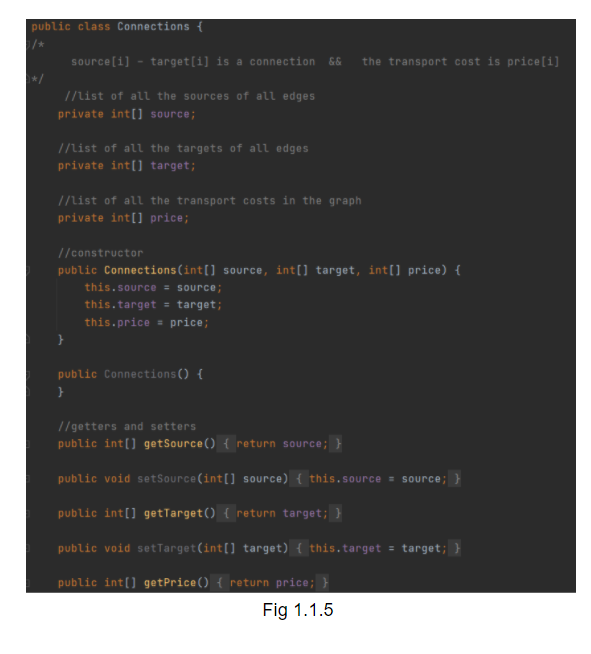 public class Connections {
/*
source[i] - target[i] is a connection && the transport cost is price[i]
*/
//list of all the sources of all edges
private int[] source;
//list of all the targets of all edges
private int[] target;
//list of all the transport costs in the graph
private int[] price;
//constructor
public Connections(int[] source, int[] target, int[] price) {
this.source = source;
this.target = target;
this.price = price;
}
public Connections() {
}
//getters and setters
public int[] getSource() { return source; }
public void setSource(int[] source) { this.source = source; }
public int[] getTarget() { return target; }
public void setTarget(int[] target) { this.target = target; }
public int[] getPrice() { return price; }
Fig 1.1.5